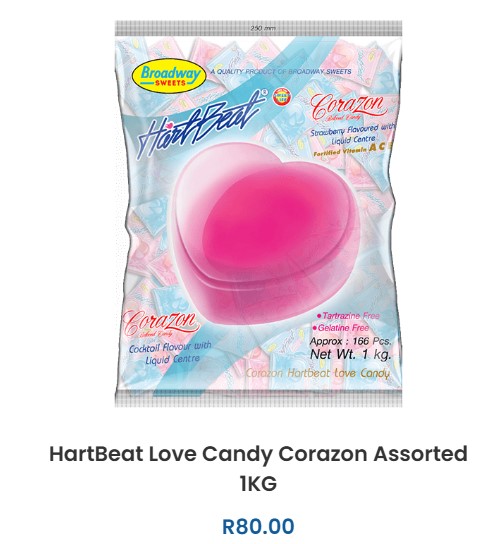 250 mm
Broadway
SWEETS
A QUALITY PRODUCT OF BROADWAY SWEETS
HartBeat®
Corazon
Strawberry Flavoured with
Liquid Centre
Fortified Vitamin A C
Corazon
Cocktail Flavour with
Liquid Centre
•Tartrazine Free
•Gelatine Free
Approx : 166 Pcs.
Net Wt. 1 kg.
Corazon Hartbeat Love Candy
HartBeat Love Candy Corazon Assorted
1KG
R80.00